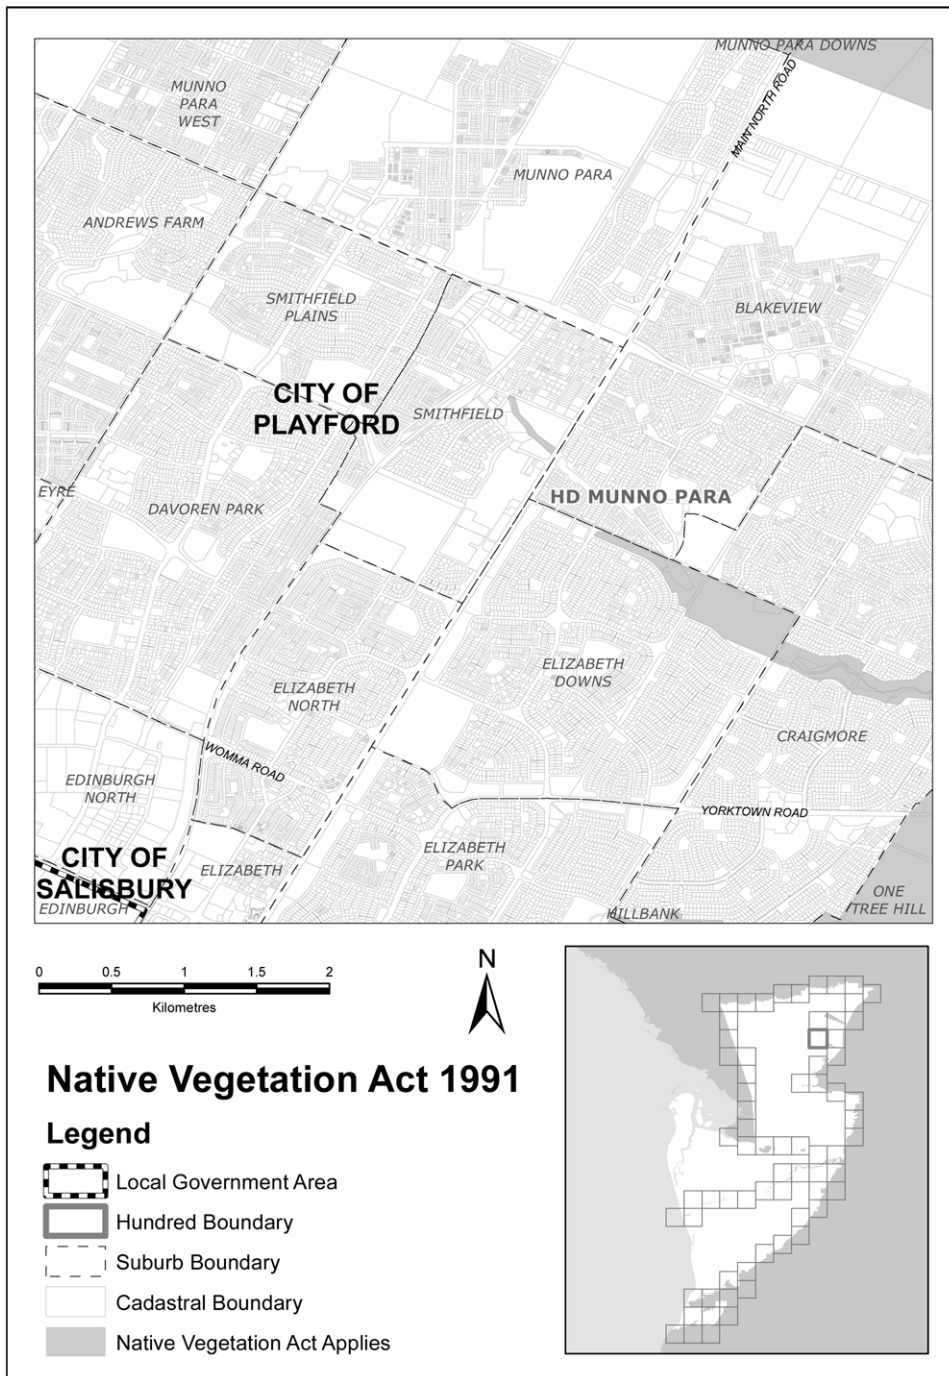 MUNNO PARA DOWNS
MAIN NORTH ROAD
MUNNO
PARA
WEST
MUNNO PARA
ANDREWS FARM
SMITHFIELD
PLAINS
BLAKEVIEW
CITY OF
PLAYFORD
SMITHFIELD
EYRE
DAVOREN PARK
HD MUNNO PARA
ELIZABETH
DOWNS
ELIZABETH
NORTH
CRAIGMORE
WOMMA ROAD
EDINBURGH
NORTH
YORKTOWN ROAD
ELIZABETH
PARK
CITY OF
SALISBURY
ELIZABETH
EDINBURGH
HILLBANK
ONE
TREE HILL
0 0.5 1 1.5 2
Kilometres
N
Native Vegetation Act 1991
Legend
Local Government Area
Hundred Boundary
Suburb Boundary
Cadastral Boundary
Native Vegetation Act Applies